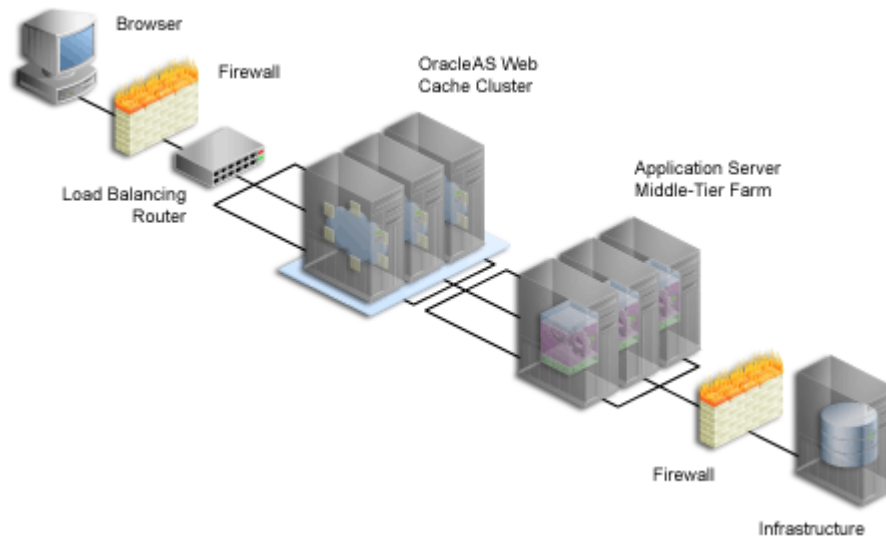 Browser
Firewall
OracleAS Web
Cache Cluster
Load Balancing
Router
Application Server
Middle-Tier Farm
Firewall
Infrastructure